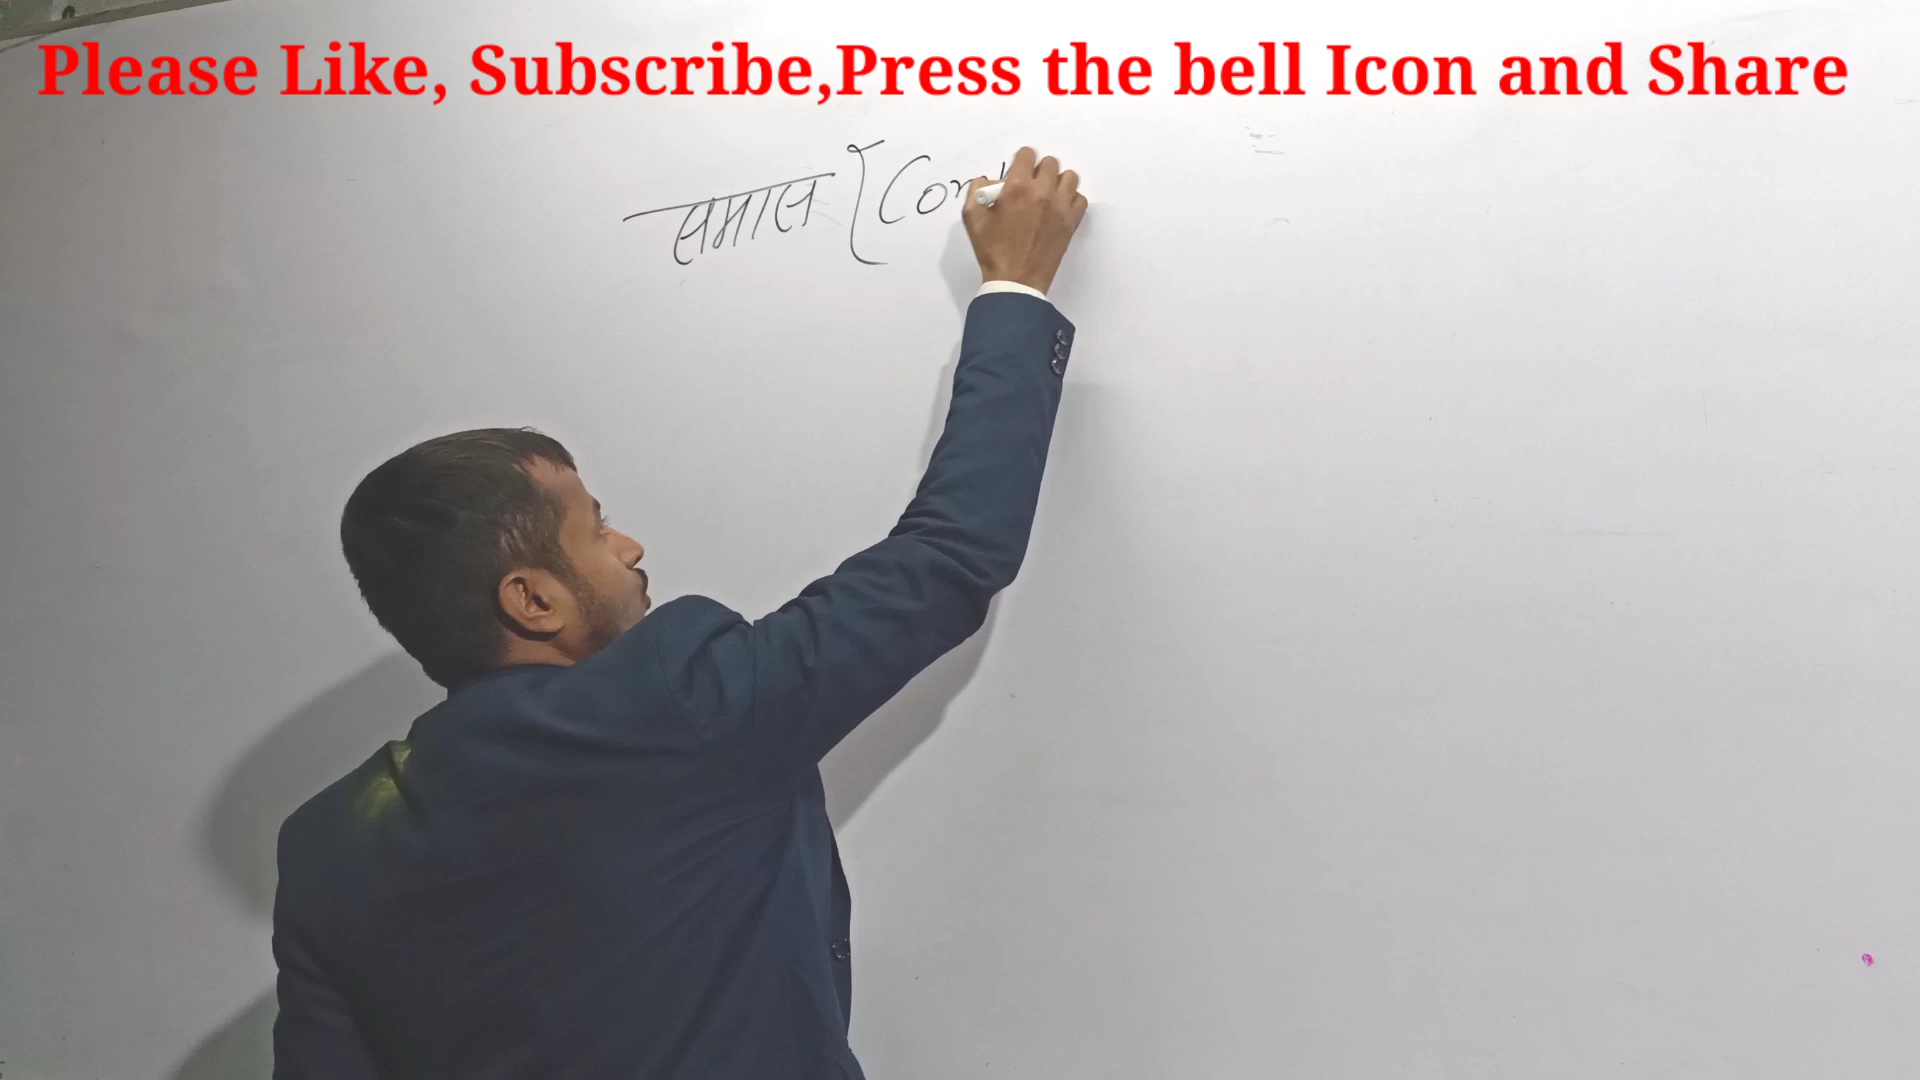 Please Like, Subscribe,Press the bell Icon and Share
समास [Com